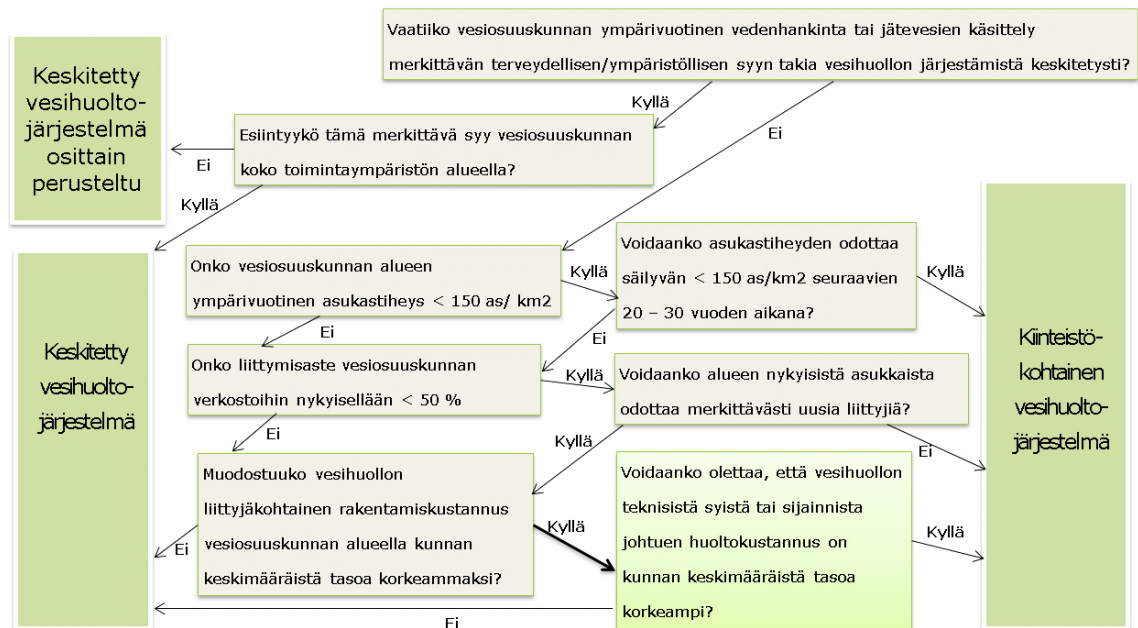 Vaatiiko vesiosuuskunnan ympärivuotinen vedenhankinta tai jätevesien käsittely
merkittävän terveydellisen/ympäristöllisen syyn takia vesihuollon järjestämistä keskitetysti?
Keskitetty
vesihuolto-
järjestelmä
osittain
perusteltu
Kyllä
Ei
Esiintyykö tämä merkittävä syy vesiosuuskunnan
koko toimintaympäristön alueella?
Ei
Kyllä
Onko vesiosuuskunnan alueen
ympärivuotinen asukastiheys < 150 as/ km2
Kyllä
Voidaanko asukastiheyden odottaa
säilyvän < 150 as/km2 seuraavien
20 – 30 vuoden aikana?
Kyllä
Ei
Ei
Keskitetty
vesihuolto-
järjestelmä
Onko liittymisaste vesiosuuskunnan
verkostoihin nykyisellään < 50 %
Kyllä
Voidaanko alueen nykyisistä asukkaista
odottaa merkittävästi uusia liittyjiä?
Kiinteistö-
kohtainen
vesihuolto-
järjestelmä
Ei
Kyllä
Ei
Muodostuuko vesihuollon
liittyjäkohtainen rakentamiskustannus
vesiosuuskunnan alueella kunnan
keskimääräistä tasoa korkeammaksi?
Ei
Kyllä
Voidaanko olettaa, että vesihuollon
teknisistä syistä tai sijainnista
johtuen huoltokustannus on
kunnan keskimääräistä tasoa
korkeampi?
Kyllä
Ei